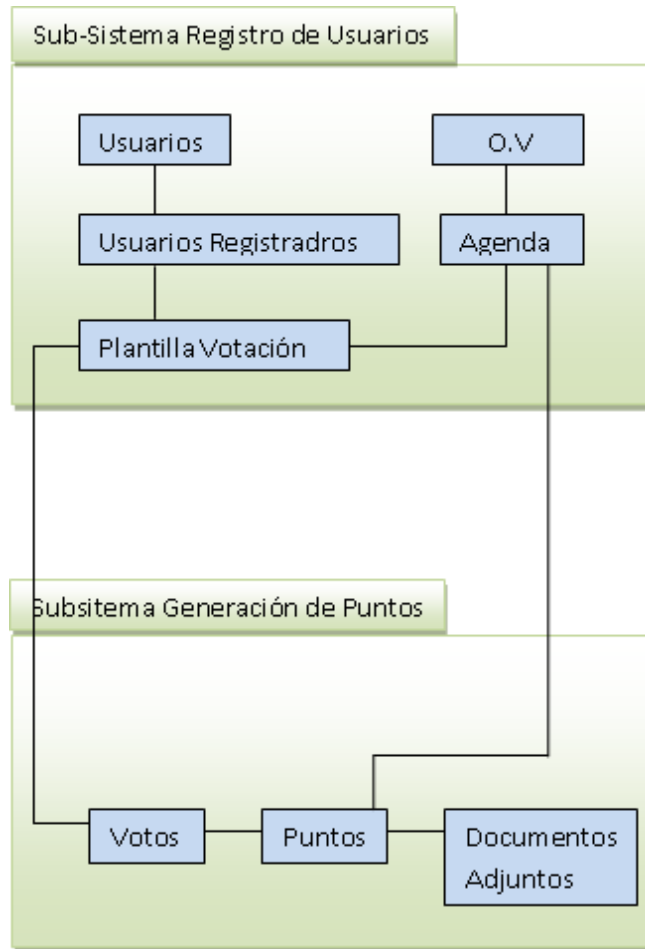 Sub-Sistema Registro de Usuarios
Usuarios
O.V
Usuarios Registradros
Agenda
Plantilla Votación
Subsitema Generación de Puntos
Votos
Puntos
Documentos
Adjuntos